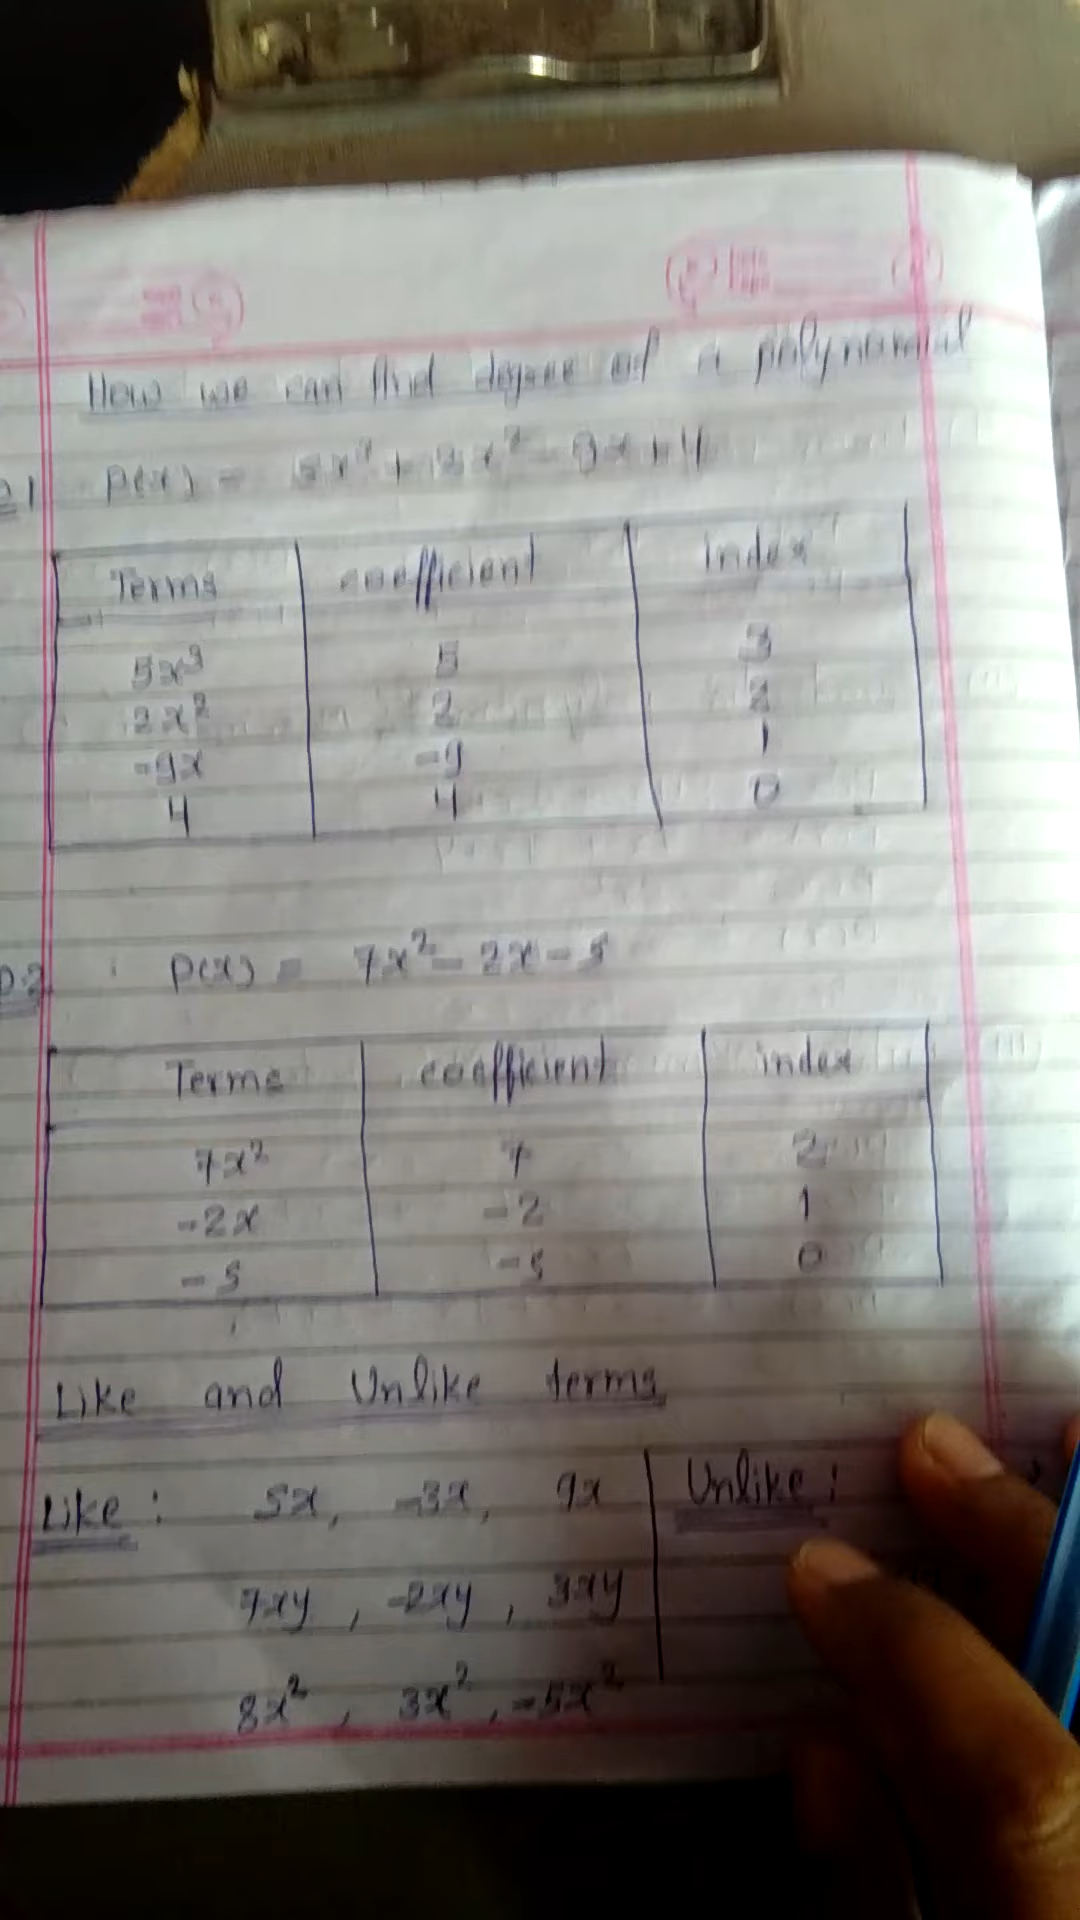 How we can find degree of a polynomial
Q.1 P(x) = 5x³ + 2x² - 9x + 4
Terms coefficient index
5x³ 5 3
2x² 2 2
-9x -9 1
4 4 0
Q.2 : P(x) = 7x² - 2x - 5
Terms coefficient index
7x² 7 2
-2x -2 1
-5 -5 0
Like and Unlike terms
Like : 5x, -3x, 9x Unlike :
7xy , -2xy , 3xy
8x² , 3x² , -5x²